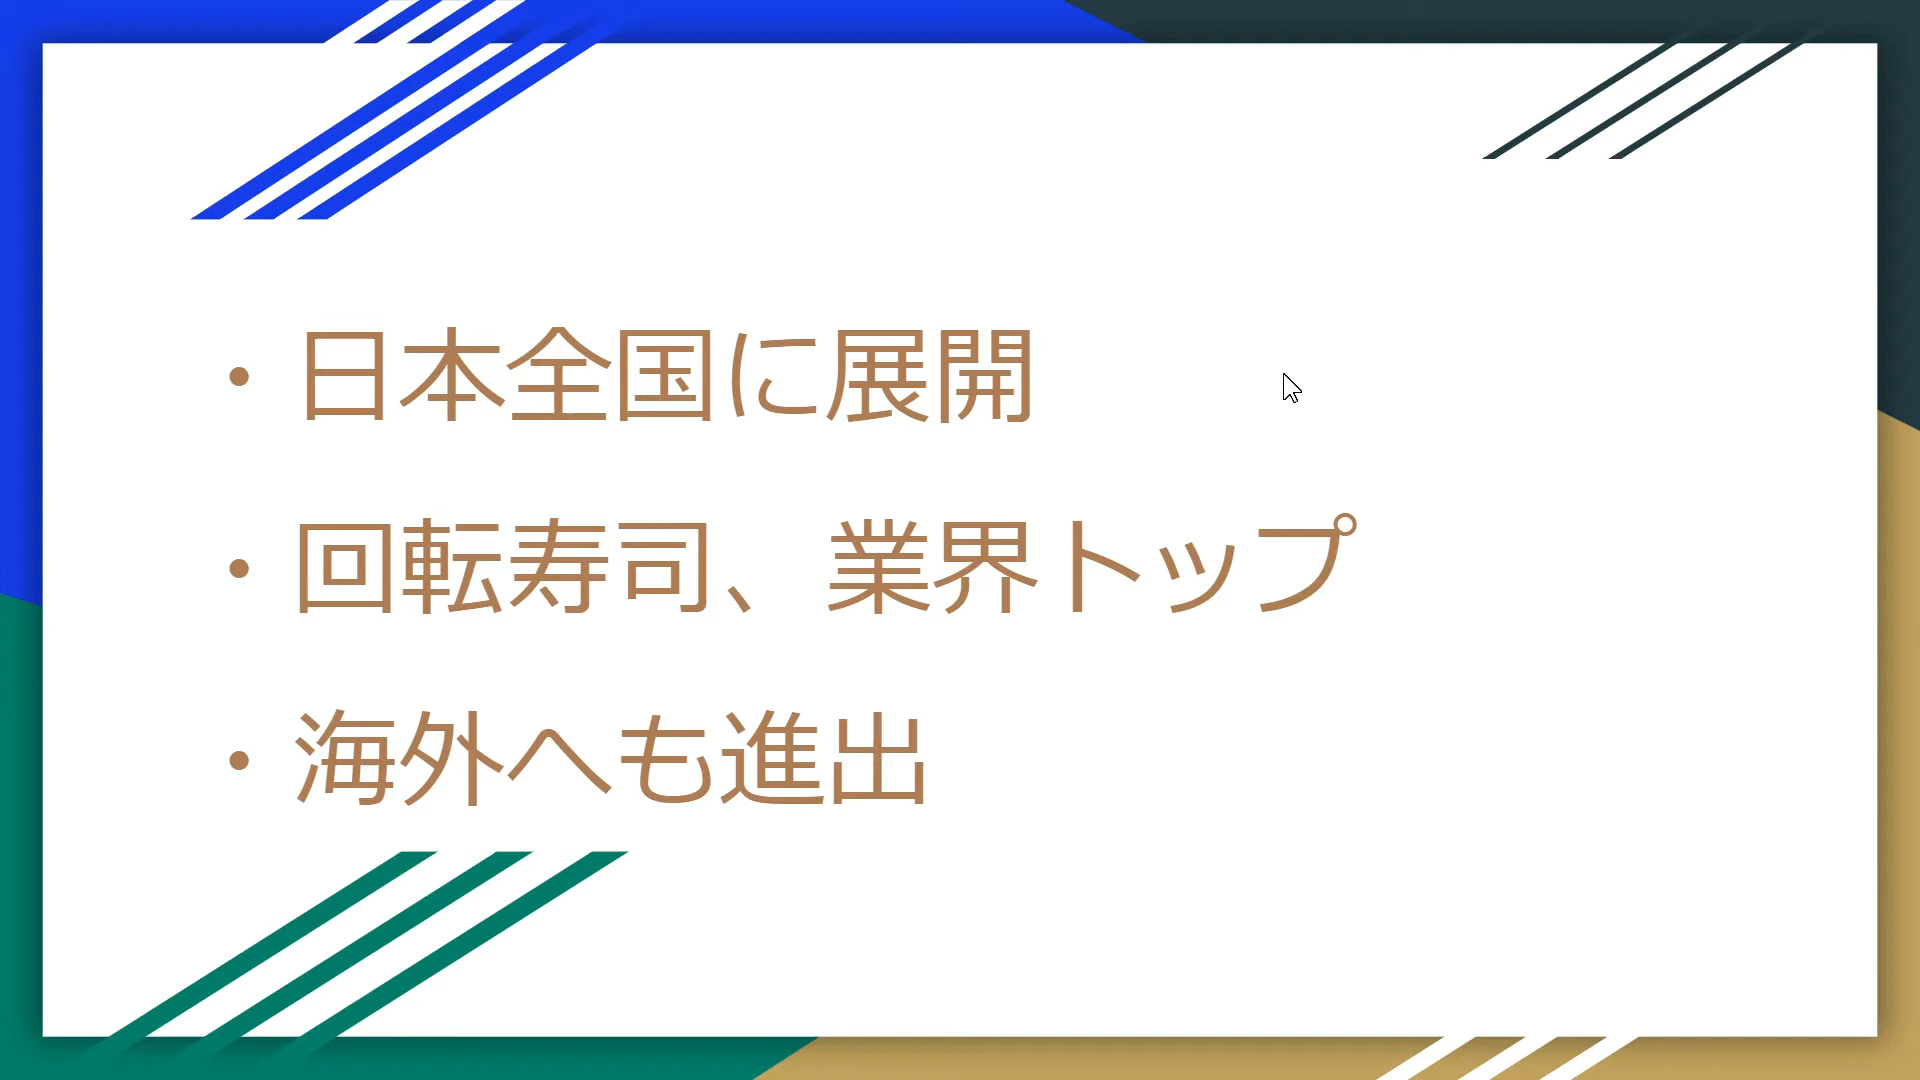 ・日本全国に展開
・回転寿司、業界トップ
・海外へも進出